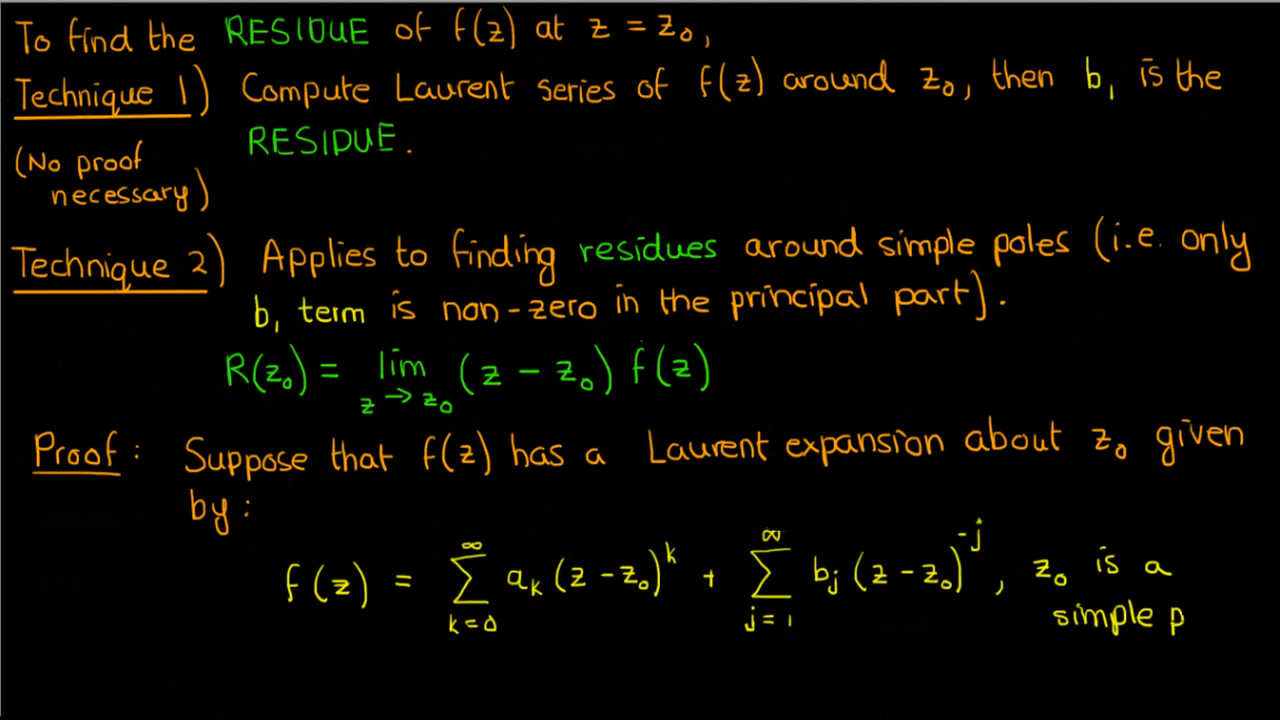 To find the RESIDUE of f(z) at z = z₀,
Technique 1) Compute Laurent series of f(z) around z₀, then b₁ is the
RESIDUE.
(No proof
necessary)
Technique 2) Applies to finding residues around simple poles (i.e. only
b₁ term is non-zero in the principal part).
R(z₀) = lim (z - z₀) f(z)
z → z₀
Proof: Suppose that f(z) has a Laurent expansion about z₀ given
by:
f(z) = ∑_{k=0}^{∞} a_k (z - z₀)^k + ∑_{j=1}^{∞} b_j (z - z₀)^{-j}, z₀ is a
simple p